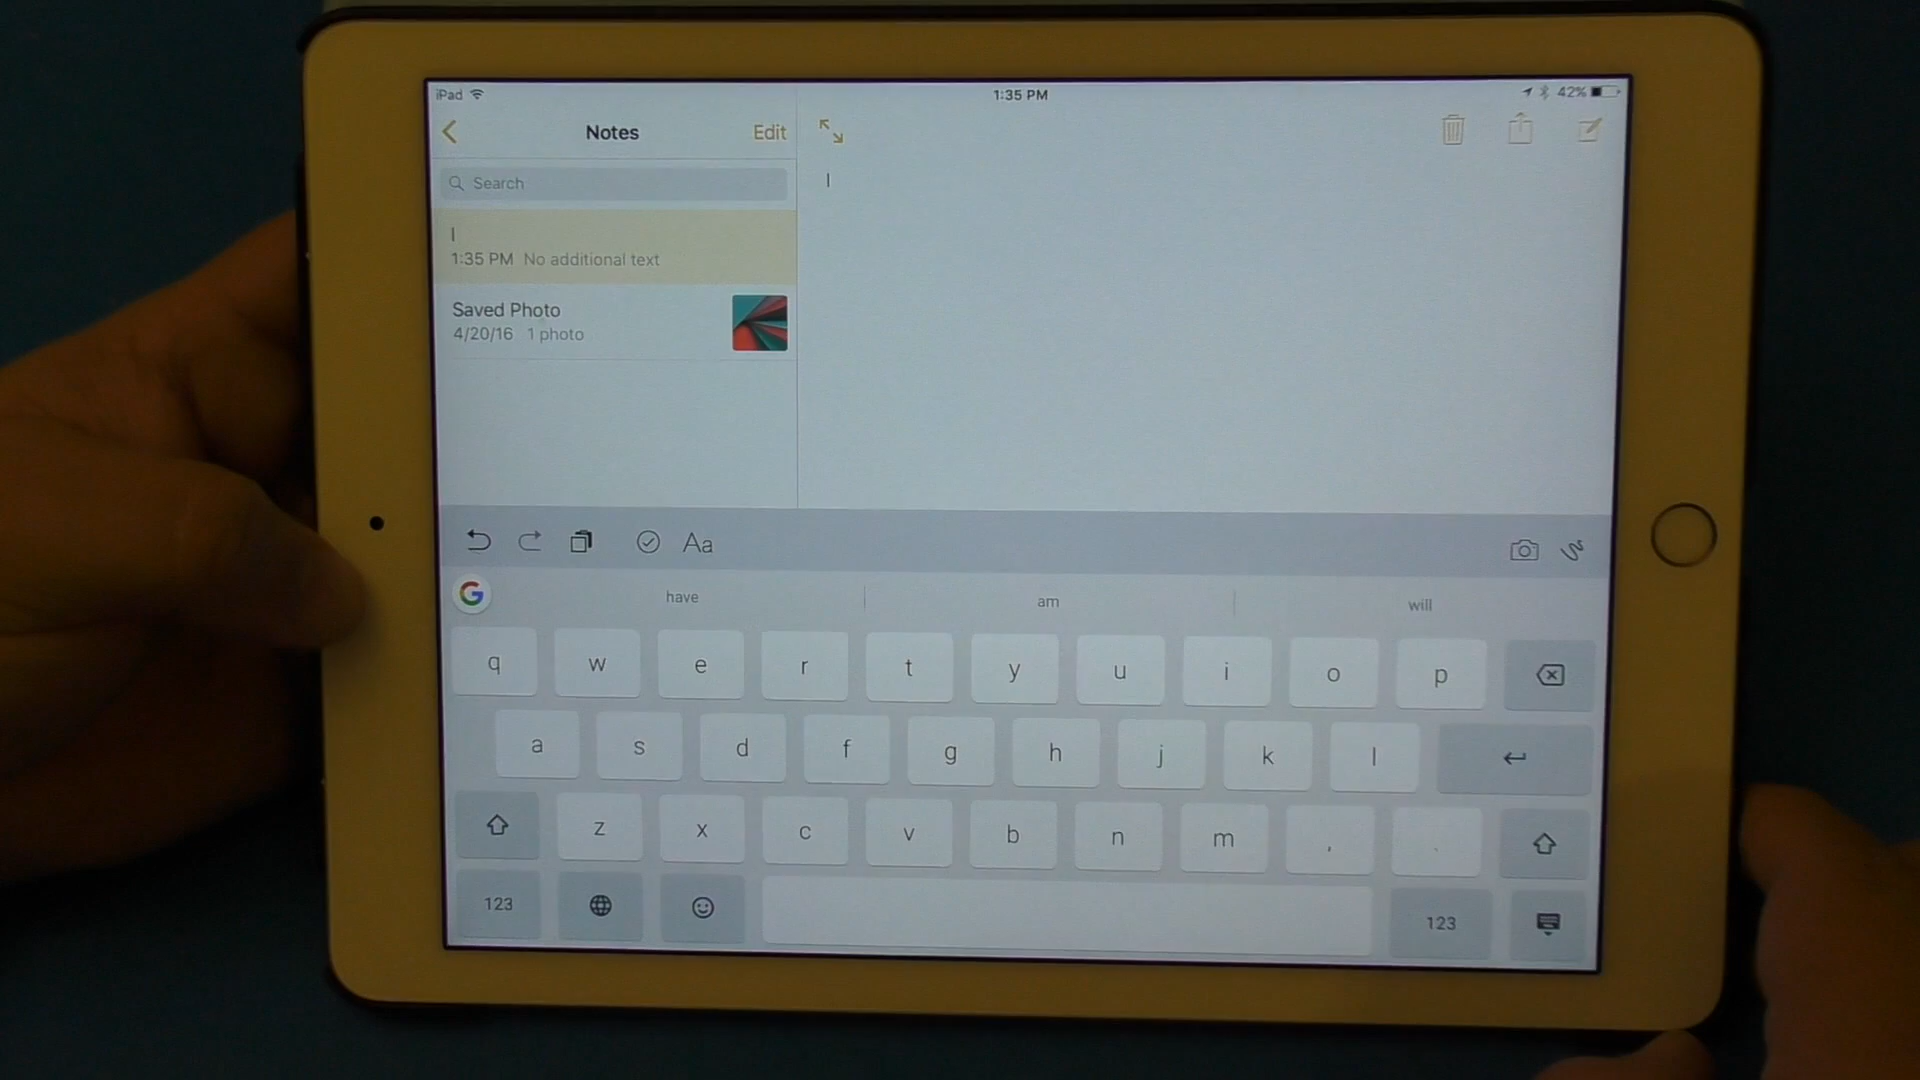 iPad 1:35 PM 42%
Notes Edit
Search
I
I
1:35 PM No additional text
Saved Photo
4/20/16 1 photo
Aa
G have am will
q w e r t y u i o p
a s d f g h j k l
z x c v b n m , .
123 123